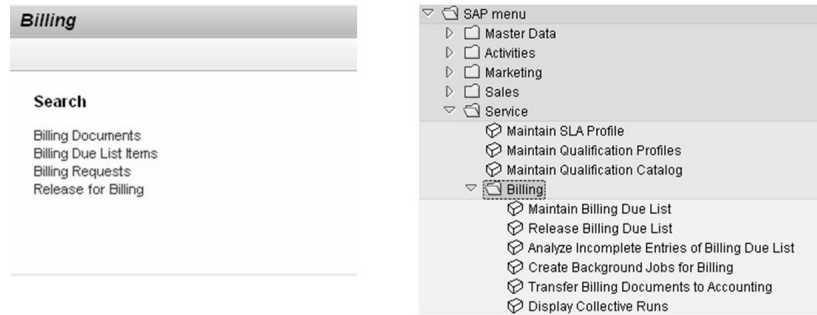 Billing
Search
Billing Documents
Billing Due List Items
Billing Requests
Release for Billing
SAP menu
Master Data
Activities
Marketing
Sales
Service
Maintain SLA Profile
Maintain Qualification Profiles
Maintain Qualification Catalog
Billing
Maintain Billing Due List
Release Billing Due List
Analyze Incomplete Entries of Billing Due List
Create Background Jobs for Billing
Transfer Billing Documents to Accounting
Display Collective Runs